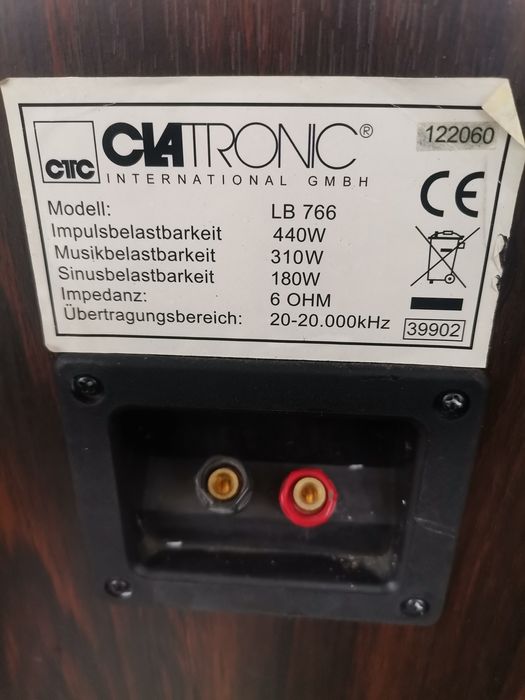 CTC CLATRONIC®
INTERNATIONAL GMBH
122060
Modell: LB 766
Impulsbelastbarkeit 440W
Musikbelastbarkeit 310W
Sinusbelastbarkeit 180W
Impedanz: 6 OHM
Übertragungsbereich: 20-20.000kHz
CE
39902